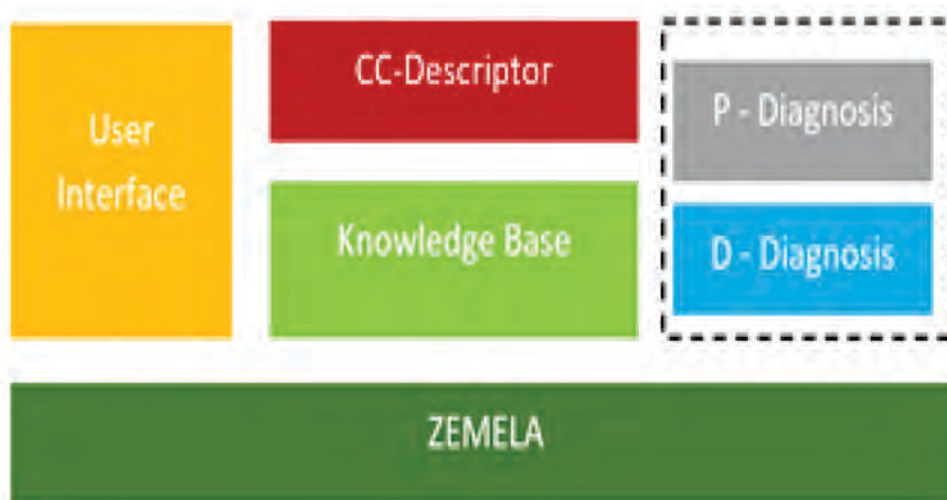 User
Interface
CC-Descriptor
Knowledge Base
P - Diagnosis
D - Diagnosis
ZEMELA